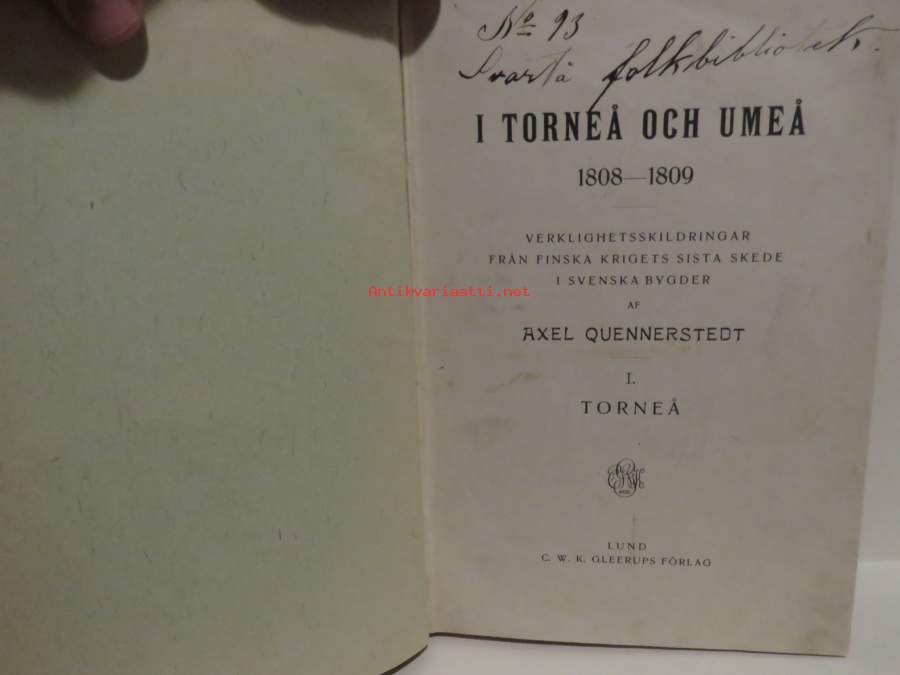 No 93
Svartå folkbibliotek.
I TORNEÅ OCH UMEÅ
1808—1809
VERKLIGHETSSKILDRINGAR
FRÅN FINSKA KRIGETS SISTA SKEDE
I SVENSKA BYGDER
Antikvariaatti.net
AF
AXEL QUENNERSTEDT
I.
TORNEÅ
LUND
C. W. K. GLEERUPS FÖRLAG